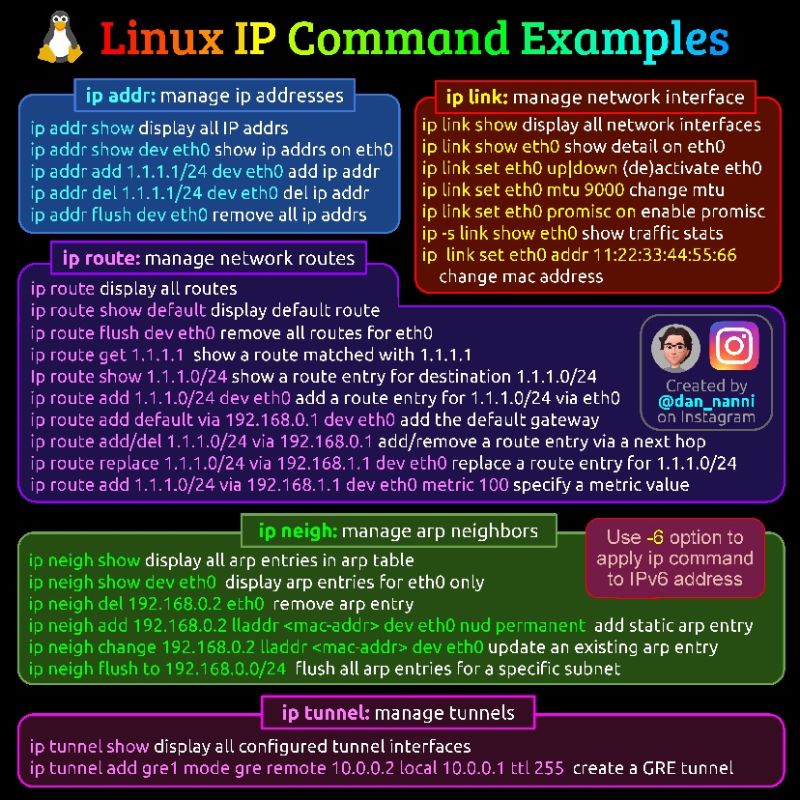 Linux IP Command Examples
ip addr: manage ip addresses
ip addr show display all IP addrs
ip addr show dev eth0 show ip addrs on eth0
ip addr add 1.1.1.1/24 dev eth0 add ip addr
ip addr del 1.1.1.1/24 dev eth0 del ip addr
ip addr flush dev eth0 remove all ip addrs
ip link: manage network interface
ip link show display all network interfaces
ip link show eth0 show detail on eth0
ip link set eth0 up|down (de)activate eth0
ip link set eth0 mtu 9000 change mtu
ip link set eth0 promisc on enable promisc
ip -s link show eth0 show traffic stats
ip link set eth0 addr 11:22:33:44:55:66
change mac address
ip route: manage network routes
ip route display all routes
ip route show default display default route
ip route flush dev eth0 remove all routes for eth0
ip route get 1.1.1.1 show a route matched with 1.1.1.1
Ip route show 1.1.1.0/24 show a route entry for destination 1.1.1.0/24
ip route add 1.1.1.0/24 dev eth0 add a route entry for 1.1.1.0/24 via eth0
ip route add default via 192.168.0.1 dev eth0 add the default gateway
ip route add/del 1.1.1.0/24 via 192.168.0.1 add/remove a route entry via a next hop
ip route replace 1.1.1.0/24 via 192.168.1.1 dev eth0 replace a route entry for 1.1.1.0/24
ip route add 1.1.1.0/24 via 192.168.1.1 dev eth0 metric 100 specify a metric value
Created by
@dan_nanni
on Instagram
ip neigh: manage arp neighbors
ip neigh show display all arp entries in arp table
ip neigh show dev eth0 display arp entries for eth0 only
ip neigh del 192.168.0.2 eth0 remove arp entry
ip neigh add 192.168.0.2 lladdr <mac-addr> dev eth0 nud permanent add static arp entry
ip neigh change 192.168.0.2 lladdr <mac-addr> dev eth0 update an existing arp entry
ip neigh flush to 192.168.0.0/24 flush all arp entries for a specific subnet
Use -6 option to
apply ip command
to IPv6 address
ip tunnel: manage tunnels
ip tunnel show display all configured tunnel interfaces
ip tunnel add gre1 mode gre remote 10.0.0.2 local 10.0.0.1 ttl 255 create a GRE tunnel